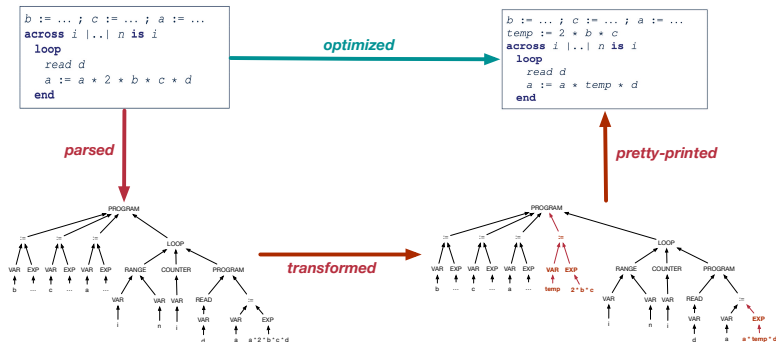 b := ... ; c := ... ; a := ...
across i |..| n is i
loop
read d
a := a * 2 * b * c * d
end
optimized
b := ... ; c := ... ; a := ...
temp := 2 * b * c
across i |..| n is i
loop
read d
a := a * temp * d
end
parsed
pretty-printed
PROGRAM
:= := :=
LOOP
VAR EXP VAR EXP VAR EXP RANGE COUNTER PROGRAM
b ... c ... a ...
VAR VAR VAR READ :=
i n i VAR VAR EXP
d a a*2*b*c*d
transformed
PROGRAM
:= := := :=
LOOP
VAR EXP VAR EXP VAR EXP VAR EXP RANGE COUNTER PROGRAM
b ... c ... a ... temp 2*b*c
VAR VAR VAR READ :=
i n i VAR VAR EXP
d a a*temp*d